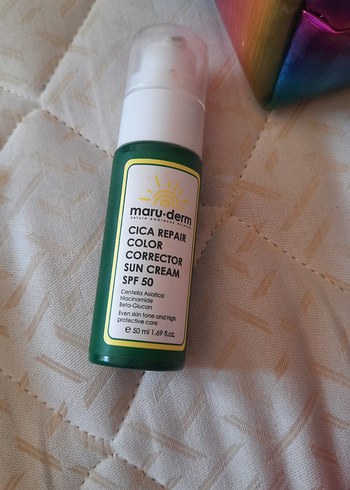 maru·derm
CICA REPAIR
COLOR
CORRECTOR
SUN CREAM
SPF 50
Centella Asiatica
Niacinamide
Beta-Glucan
Even skin tone and high
protective care
e 50 ml 1.69 fl.oz.